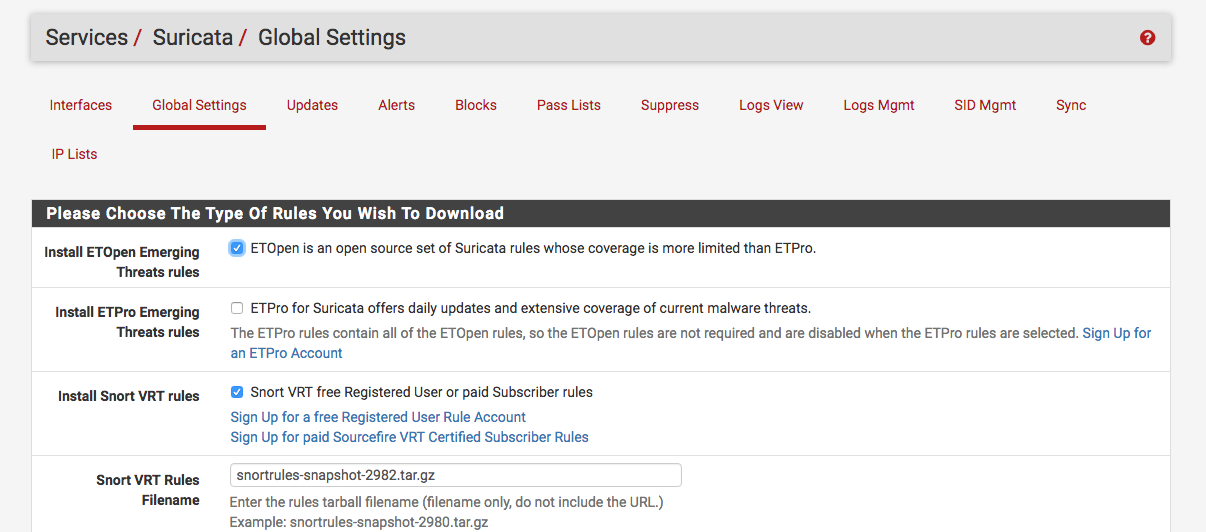 Services / Suricata / Global Settings
Interfaces Global Settings Updates Alerts Blocks Pass Lists Suppress Logs View Logs Mgmt SID Mgmt Sync
IP Lists
Please Choose The Type Of Rules You Wish To Download
Install ETOpen Emerging
Threats rules
ETOpen is an open source set of Suricata rules whose coverage is more limited than ETPro.
Install ETPro Emerging
Threats rules
ETPro for Suricata offers daily updates and extensive coverage of current malware threats.
The ETPro rules contain all of the ETOpen rules, so the ETOpen rules are not required and are disabled when the ETPro rules are selected. Sign Up for
an ETPro Account
Install Snort VRT rules
Snort VRT free Registered User or paid Subscriber rules
Sign Up for a free Registered User Rule Account
Sign Up for paid Sourcefire VRT Certified Subscriber Rules
Snort VRT Rules
Filename
snortrules-snapshot-2982.tar.gz
Enter the rules tarball filename (filename only, do not include the URL.)
Example: snortrules-snapshot-2980.tar.gz